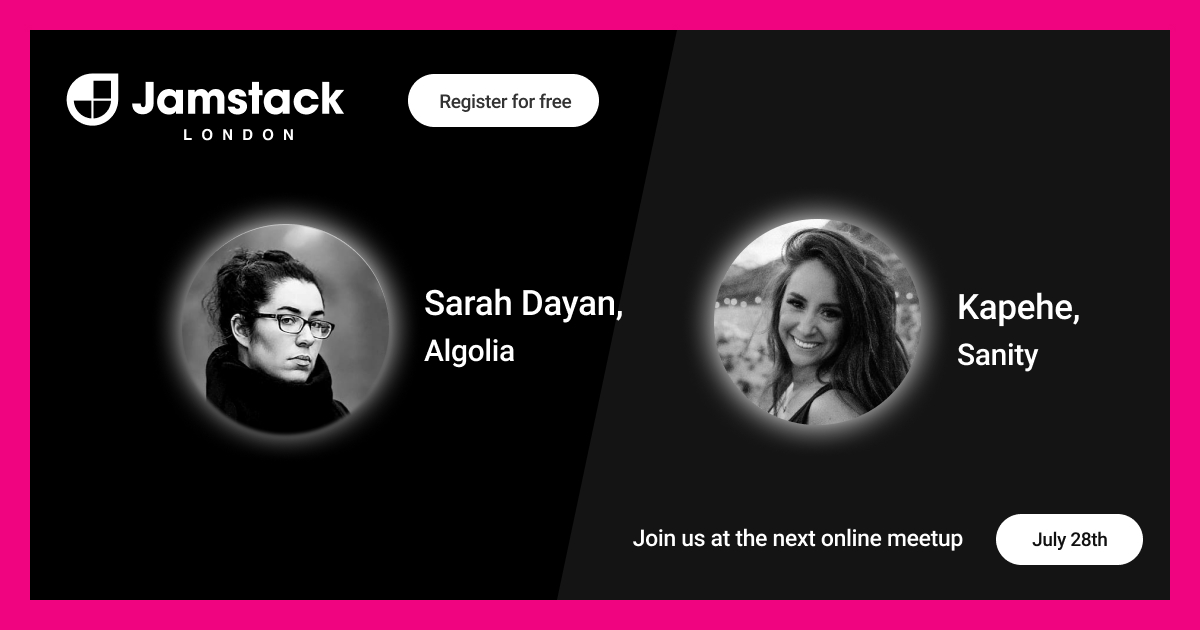 Jamstack
LONDON
Register for free
Sarah Dayan,
Algolia
Kapehe,
Sanity
Join us at the next online meetup
July 28th